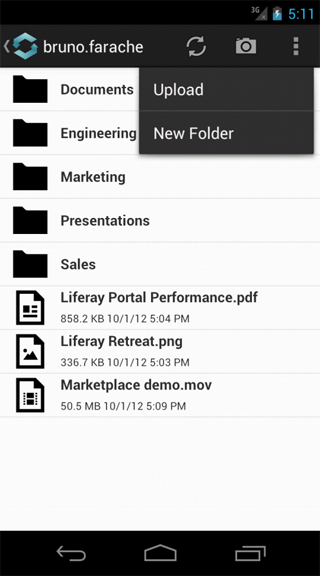 3G 5:11
bruno.farache
Upload
New Folder
Documents
Engineering
Marketing
Presentations
Sales
Liferay Portal Performance.pdf
858.2 KB 10/1/12 5:04 PM
Liferay Retreat.png
336.7 KB 10/1/12 5:03 PM
Marketplace demo.mov
50.5 MB 10/1/12 5:09 PM